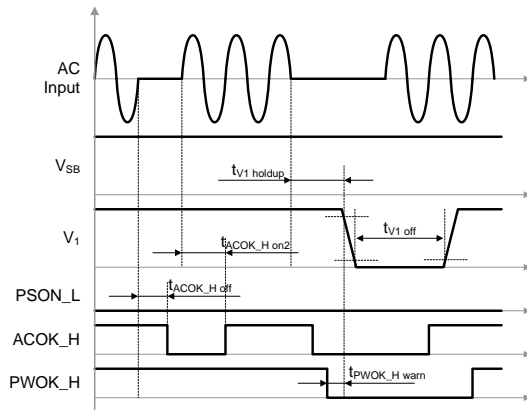 AC
Input
V_SB
t_V1 holdup
V_1
t_V1 off
t_ACOK_H on2
PSON_L
t_ACOK_H off
ACOK_H
PWOK_H
t_PWOK_H warn